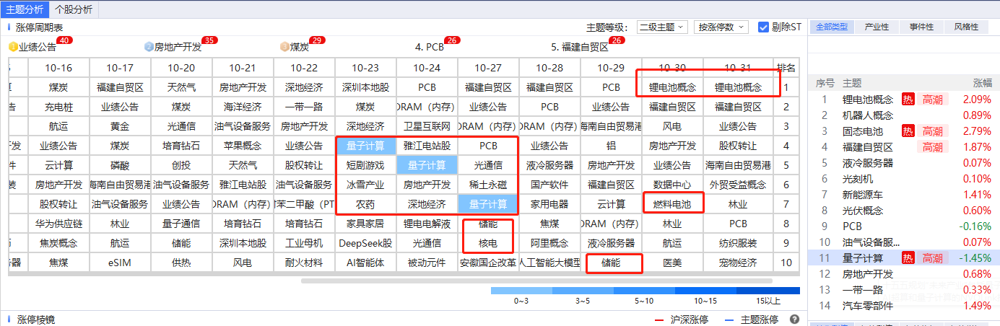 主题分析 个股分析
涨停周期表 主题等级： 二级主题 按涨停数 剔除ST 全部类型 产业性 事件性 风格性
1 业绩公告 40 2 房地产开发 35 3 煤炭 29 4. PCB 26 5. 福建自贸区 26
10-16 10-17 10-20 10-21 10-22 10-23 10-24 10-27 10-28 10-29 10-30 10-31 排名
煤炭 福建自贸区 天然气 房地产开发 深地经济 深圳本地股 PCB 福建自贸区 福建自贸区 PCB 锂电池概念 锂电池概念 1
告 充电桩 业绩公告 煤炭 海洋经济 一带一路 煤炭 DRAM（内存） 业绩公告 PCB 业绩公告 福建自贸区 福建自贸区 2
航运 黄金 光通信 油气设备服务 房地产开发 深地经济 卫星互联网 DRAM（内存） DRAM（内存） 海南自由贸易港 风电 业绩公告 3
发 业绩公告 煤炭 培育钻石 苹果概念 业绩公告 量子计算 雅江电站股 PCB 业绩公告 铝 房地产开发 股权转让 4
件 云计算 磷酸 创投 天然气 股权转让 短剧游戏 量子计算 光通信 液冷服务器 房地产开发 业绩公告 海南自由贸易港 5
装 房地产开发 海南自由贸易港 油气设备服务 雅江电站股 油气设备服务 冰雪产业 房地产开发 稀土永磁 国产软件 福建自贸区 数据中心 外贸受益概念 6
股权转让 油气设备服务 业绩公告 DRAM（内存） 对苯二甲酸（PT 农药 深地经济 量子计算 家用电器 云计算 燃料电池 林业 7
华为供应链 林业 量子通信 培育钻石 培育钻石 家具家居 锂电电解液 储能 焦煤 DRAM（内存） 林业 PCB 8
焦炭概念 航运 储能 深圳本地股 工业母机 DeepSeek股 光通信 核电 阿里概念 液冷服务器 航运 纺织服装 9
务器 焦煤 eSIM 供热 风电 耐火材料 AI智能体 被动元件 安徽国企改革 人工智能大模型 储能 医美 宠物经济 10
0~3 3~5 5~10 10~15 15以上
涨停棱镜 沪深涨停 主题涨停 ?
序号 主题 涨幅
1 锂电池概念 热 高潮 2.09%
2 机器人概念 0.89%
3 固态电池 热 高潮 2.79%
4 福建自贸区 高潮 1.87%
5 液冷服务器 0.07%
6 光刻机 0.10%
7 新能源车 1.41%
8 光伏概念 0.60%
9 PCB -0.16%
10 油气设备服... 0.07%
11 量子计算 热 高潮 -1.45%
12 房地产开发 0.68%
13 一带一路 0.33%
14 汽车零部件 1.49%